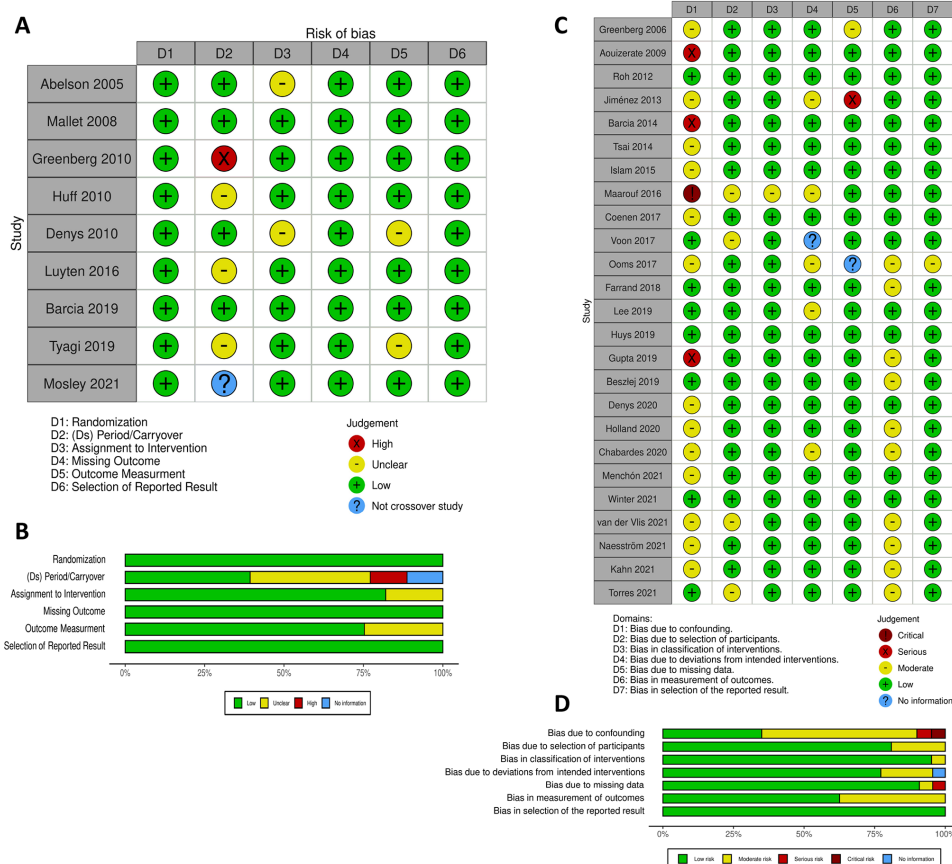 A
Risk of bias
D1 D2 D3 D4 D5 D6
Study
Abelson 2005 + + - + + +
Mallet 2008 + + + + + +
Greenberg 2010 + X + + + +
Huff 2010 + - + + + +
Denys 2010 + + - + - +
Luyten 2016 + - + + + +
Barcia 2019 + + + + + +
Tyagi 2019 + - + + - +
Mosley 2021 + ? + + + +
D1: Randomization
D2: (Ds) Period/Carryover
D3: Assignment to Intervention
D4: Missing Outcome
D5: Outcome Measurment
D6: Selection of Reported Result
Judgement
X High
- Unclear
+ Low
? Not crossover study
B
Randomization
(Ds) Period/Carryover
Assignment to Intervention
Missing Outcome
Outcome Measurment
Selection of Reported Result
0% 25% 50% 75% 100%
Low Unclear High No information
C
D1 D2 D3 D4 D5 D6 D7
Study
Greenberg 2006 - + + + - + +
Aouizerate 2009 X + + + + + +
Roh 2012 + + + + + + +
Jiménez 2013 - + + - X + +
Barcia 2014 X + + + + + +
Tsai 2014 - + + + + + +
Islam 2015 - + + + + + +
Maarouf 2016 ! - - - + + +
Coenen 2017 - + + + + + +
Voon 2017 + - + ? + + +
Ooms 2017 - + + - ? - -
Farrand 2018 + + + + + - +
Lee 2019 + + + - + + +
Huys 2019 + + + + + + +
Gupta 2019 X + + + + - +
Beszlej 2019 + + + + + - +
Denys 2020 - + + + + + +
Holland 2020 - + + + + - +
Chabardes 2020 - + + - + - +
Menchón 2021 - + + + + + +
Winter 2021 + + + + + + +
van der Vlis 2021 - - + + + - +
Naesström 2021 - + + + + - +
Kahn 2021 - + + + + - +
Torres 2021 + - + + + - +
Domains:
D1: Bias due to confounding.
D2: Bias due to selection of participants.
D3: Bias in classification of interventions.
D4: Bias due to deviations from intended interventions.
D5: Bias due to missing data.
D6: Bias in measurement of outcomes.
D7: Bias in selection of the reported result.
Judgement
! Critical
X Serious
- Moderate
+ Low
? No information
D
Bias due to confounding
Bias due to selection of participants
Bias in classification of interventions
Bias due to deviations from intended interventions
Bias due to missing data
Bias in measurement of outcomes
Bias in selection of the reported result
0% 25% 50% 75% 100%
Low risk Moderate risk Serious risk Critical risk No information